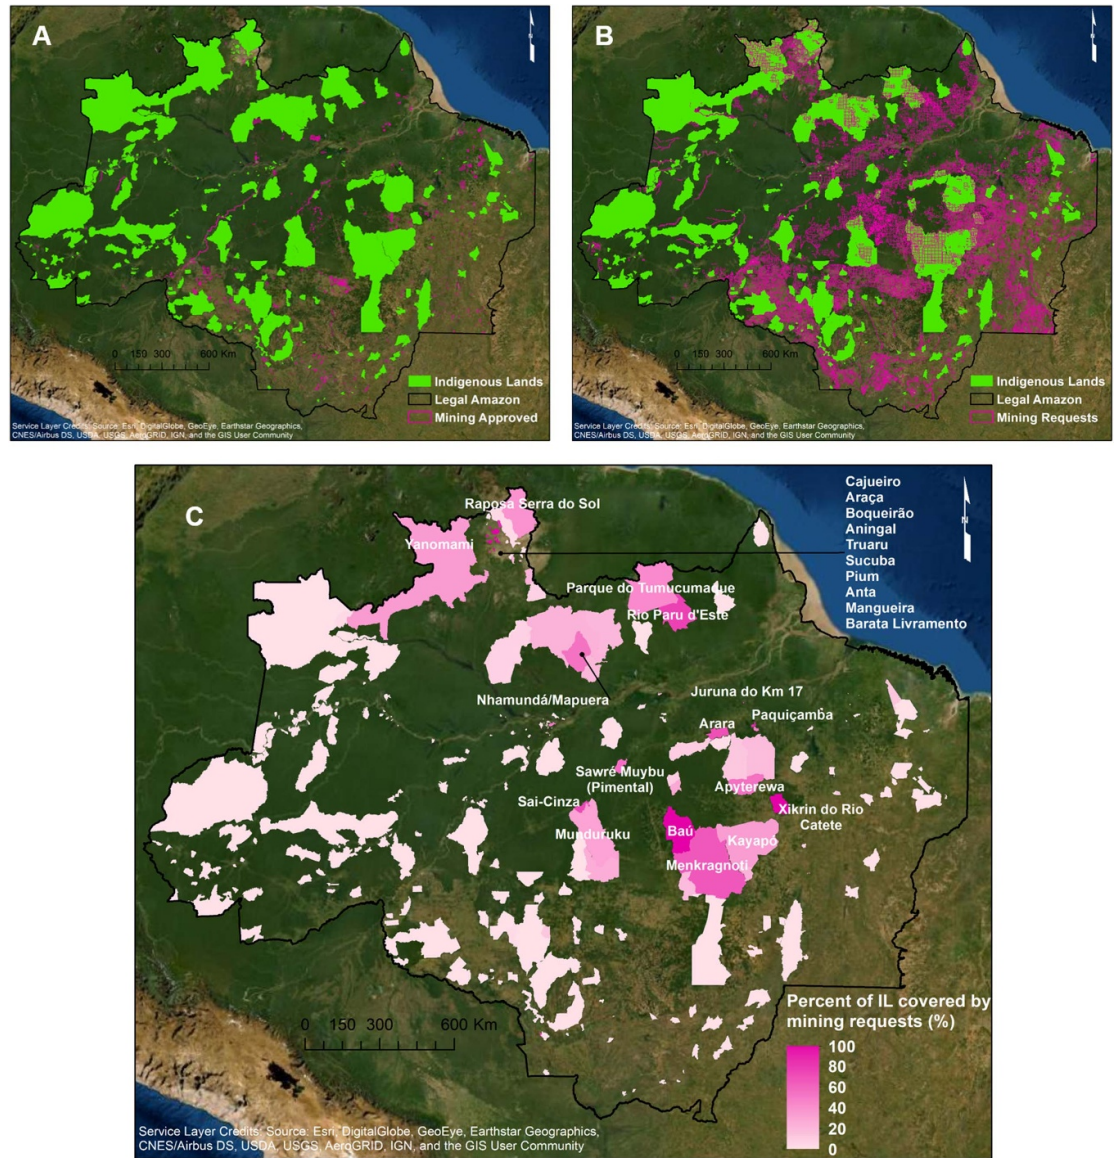 A
N
0 150 300 600 Km
Indigenous Lands
Legal Amazon
Mining Approved
Service Layer Credits: Source: Esri, DigitalGlobe, GeoEye, Earthstar Geographics,
CNES/Airbus DS, USDA, USGS, AeroGRID, IGN, and the GIS User Community
B
N
0 150 300 600 Km
Indigenous Lands
Legal Amazon
Mining Requests
Service Layer Credits: Source: Esri, DigitalGlobe, GeoEye, Earthstar Geographics,
CNES/Airbus DS, USDA, USGS, AeroGRID, IGN, and the GIS User Community
C
N
Cajueiro
Araça
Boqueirão
Aningal
Truaru
Sucuba
Pium
Anta
Mangueira
Barata Livramento
Raposa Serra do Sol
Yanomami
Parque do Tumucumaque
Rio Paru d'Este
Nhamundá/Mapuera
Juruna do Km 17
Paquiçamba
Arara
Sawré Muybu
(Pimental)
Apyterewa
Sai-Cinza
Xikrin do Rio
Catete
Munduruku
Baú
Kayapó
Menkragnoti
Percent of IL covered by
mining requests (%)
100
80
60
40
20
0
0 150 300 600 Km
Service Layer Credits: Source: Esri, DigitalGlobe, GeoEye, Earthstar Geographics,
CNES/Airbus DS, USDA, USGS, AeroGRID, IGN, and the GIS User Community